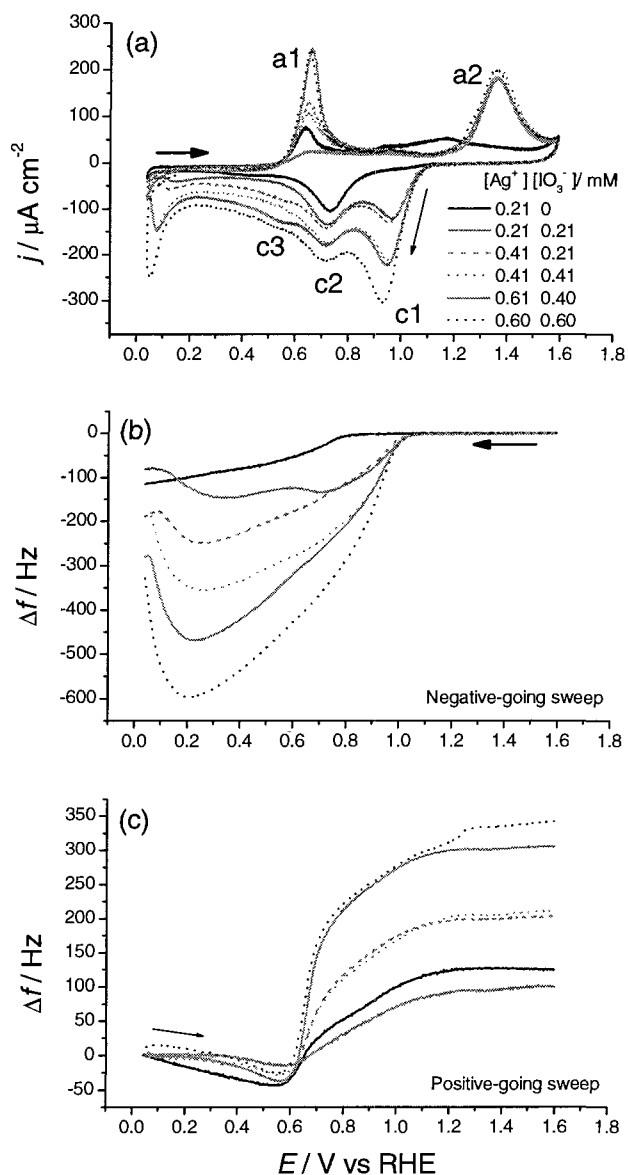 (a)
300
200
100
0
-100
-200
-300
j / μA cm⁻²
a1
a2
c3
c2
c1
[Ag⁺] [IO₃⁻]/ mM
0.21 0
0.21 0.21
0.41 0.21
0.41 0.41
0.61 0.40
0.60 0.60
0.0 0.2 0.4 0.6 0.8 1.0 1.2 1.4 1.6 1.8
(b)
0
-100
-200
-300
-400
-500
-600
Δf / Hz
Negative-going sweep
0.0 0.2 0.4 0.6 0.8 1.0 1.2 1.4 1.6 1.8
(c)
350
300
250
200
150
100
50
0
-50
Δf / Hz
Positive-going sweep
0.0 0.2 0.4 0.6 0.8 1.0 1.2 1.4 1.6 1.8
E / V vs RHE